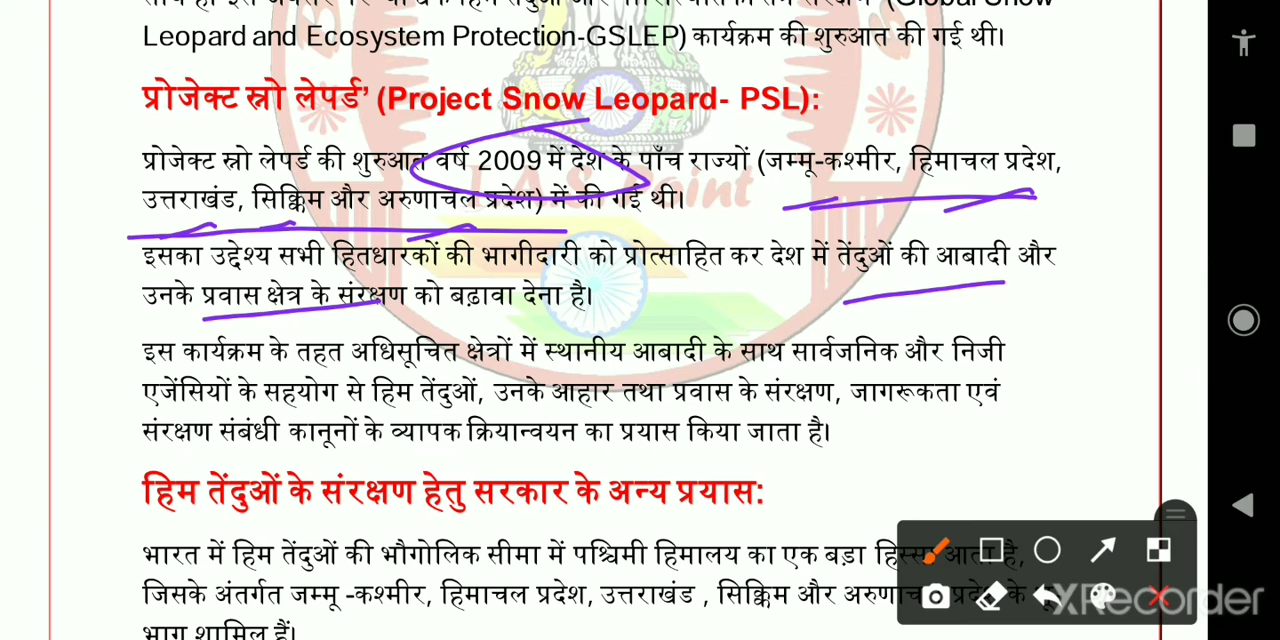 (Global Snow
Leopard and Ecosystem Protection-GSLEP) कार्यक्रम की शुरुआत की गई थी।
प्रोजेक्ट स्नो लेपर्ड’ (Project Snow Leopard- PSL):
प्रोजेक्ट स्नो लेपर्ड की शुरुआत वर्ष 2009 में देश के पाँच राज्यों (जम्मू-कश्मीर, हिमाचल प्रदेश,
उत्तराखंड, सिक्किम और अरुणाचल प्रदेश) में की गई थी।
इसका उद्देश्य सभी हितधारकों की भागीदारी को प्रोत्साहित कर देश में तेंदुओं की आबादी और
उनके प्रवास क्षेत्र के संरक्षण को बढ़ावा देना है।
इस कार्यक्रम के तहत अधिसूचित क्षेत्रों में स्थानीय आबादी के साथ सार्वजनिक और निजी
एजेंसियों के सहयोग से हिम तेंदुओं, उनके आहार तथा प्रवास के संरक्षण, जागरूकता एवं
संरक्षण संबंधी कानूनों के व्यापक क्रियान्वयन का प्रयास किया जाता है।
हिम तेंदुओं के संरक्षण हेतु सरकार के अन्य प्रयास:
भारत में हिम तेंदुओं की भौगोलिक सीमा में पश्चिमी हिमालय का एक बड़ा हिस्सा आता है,
जिसके अंतर्गत जम्मू -कश्मीर, हिमाचल प्रदेश, उत्तराखंड , सिक्किम और अरुणाचल प्रदेश के
भाग शामिल हैं।
I.A.S Point
XRecorder